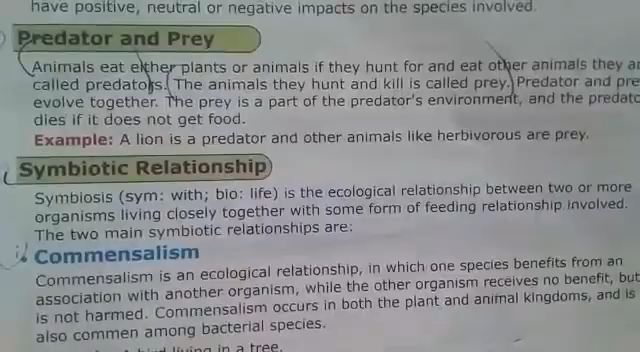 have positive, neutral or negative impacts on the species involved.
Predator and Prey
Animals eat either plants or animals if they hunt for and eat other animals they
called predators. The animals they hunt and kill is called prey. Predator and
evolve together. The prey is a part of the predator's environment, and the
dies if it does not get food.
Example: A lion is a predator and other animals like herbivorous are prey.
Symbiotic Relationship
Symbiosis (sym: with; bio: life) is the ecological relationship between two or more
organisms living closely together with some form of feeding relationship involved.
The two main symbiotic relationships are:
Commensalism
Commensalism is an ecological relationship, in which one species benefits from an
association with another organism, while the other organism receives no benefit, but
is not harmed. Commensalism occurs in both the plant and animal kingdoms, and is
also commen among bacterial species.
living in a tree.